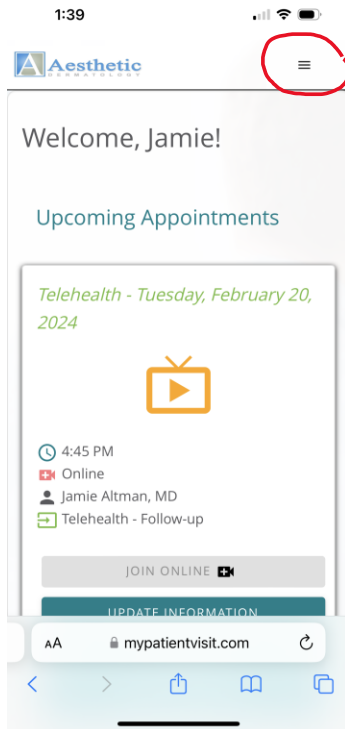 1:39
Aesthetic
DERMATOLOGY
Welcome, Jamie!
Upcoming Appointments
Telehealth - Tuesday, February 20,
2024
4:45 PM
Online
Jamie Altman, MD
Telehealth - Follow-up
JOIN ONLINE
UPDATE INFORMATION
AA mypatientvisit.com